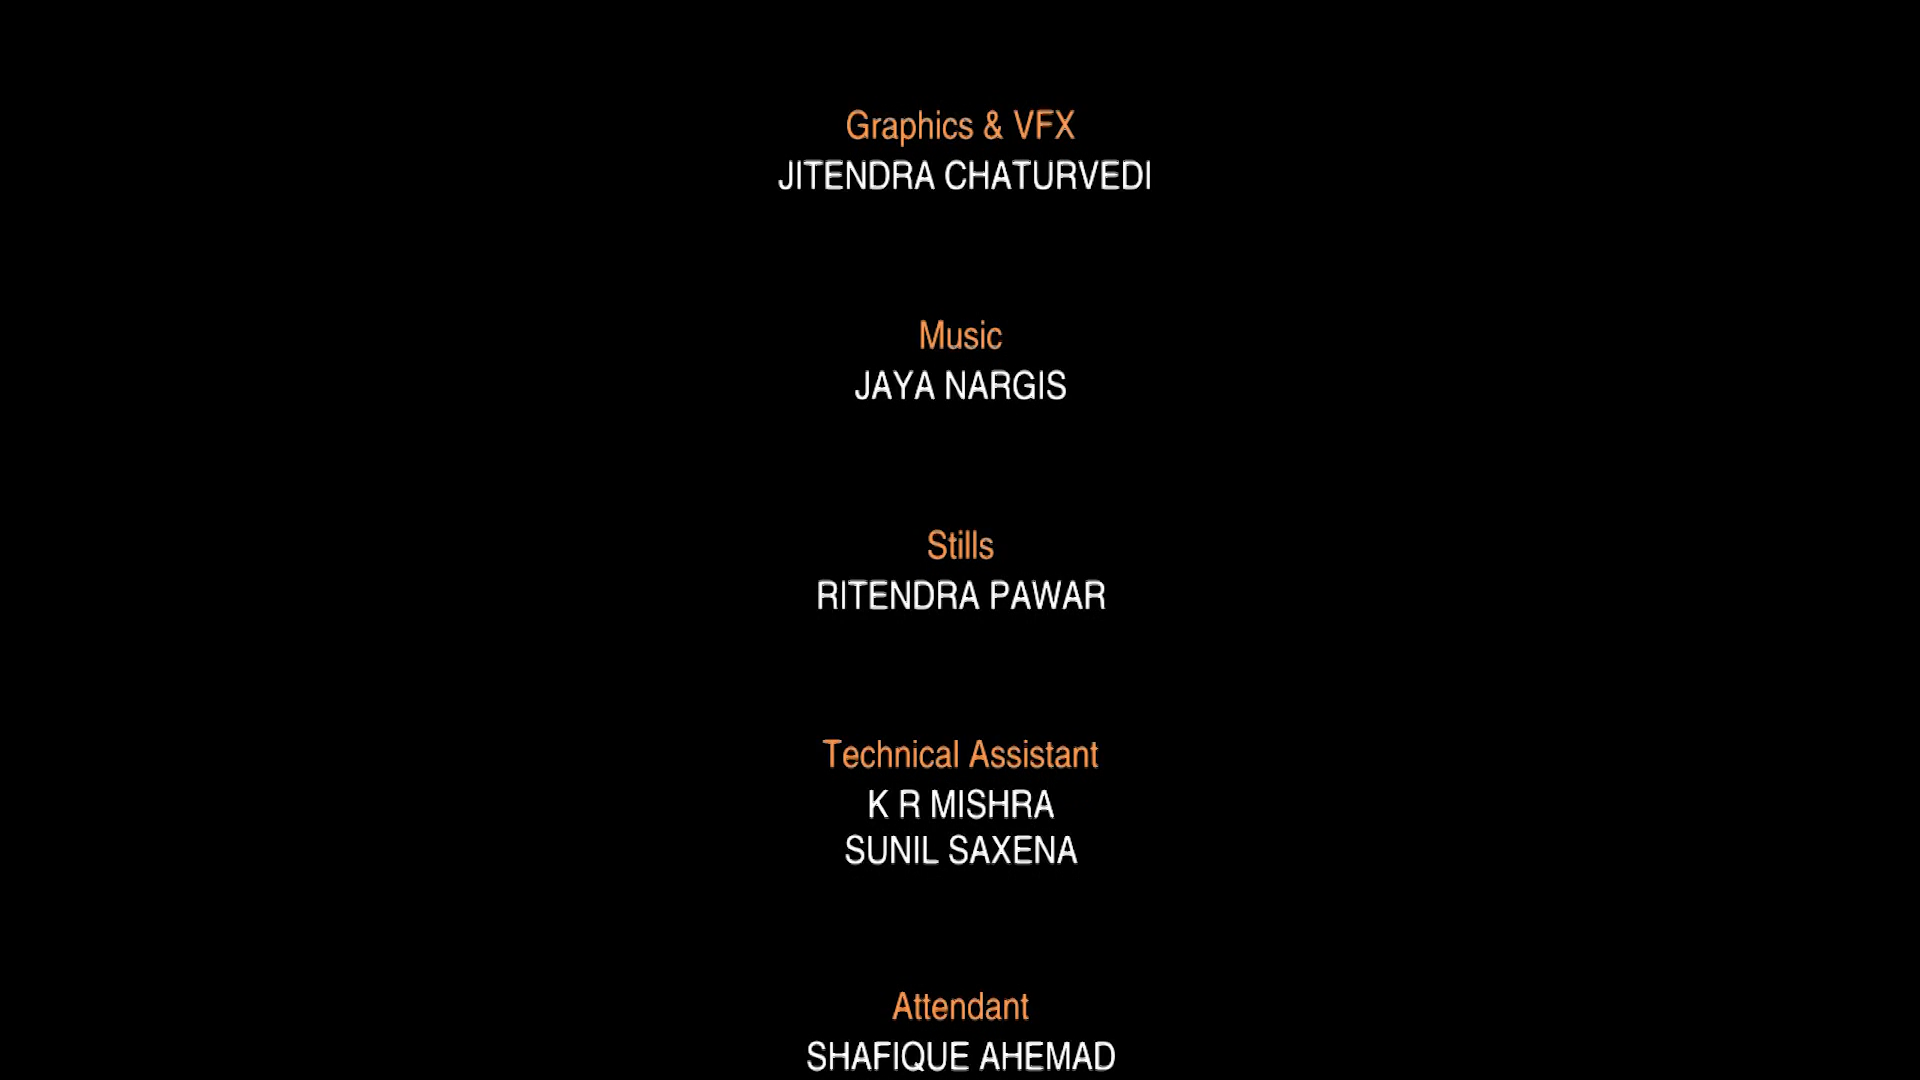 Graphics & VFX
JITENDRA CHATURVEDI
Music
JAYA NARGIS
Stills
RITENDRA PAWAR
Technical Assistant
K R MISHRA
SUNIL SAXENA
Attendant
SHAFIQUE AHEMAD